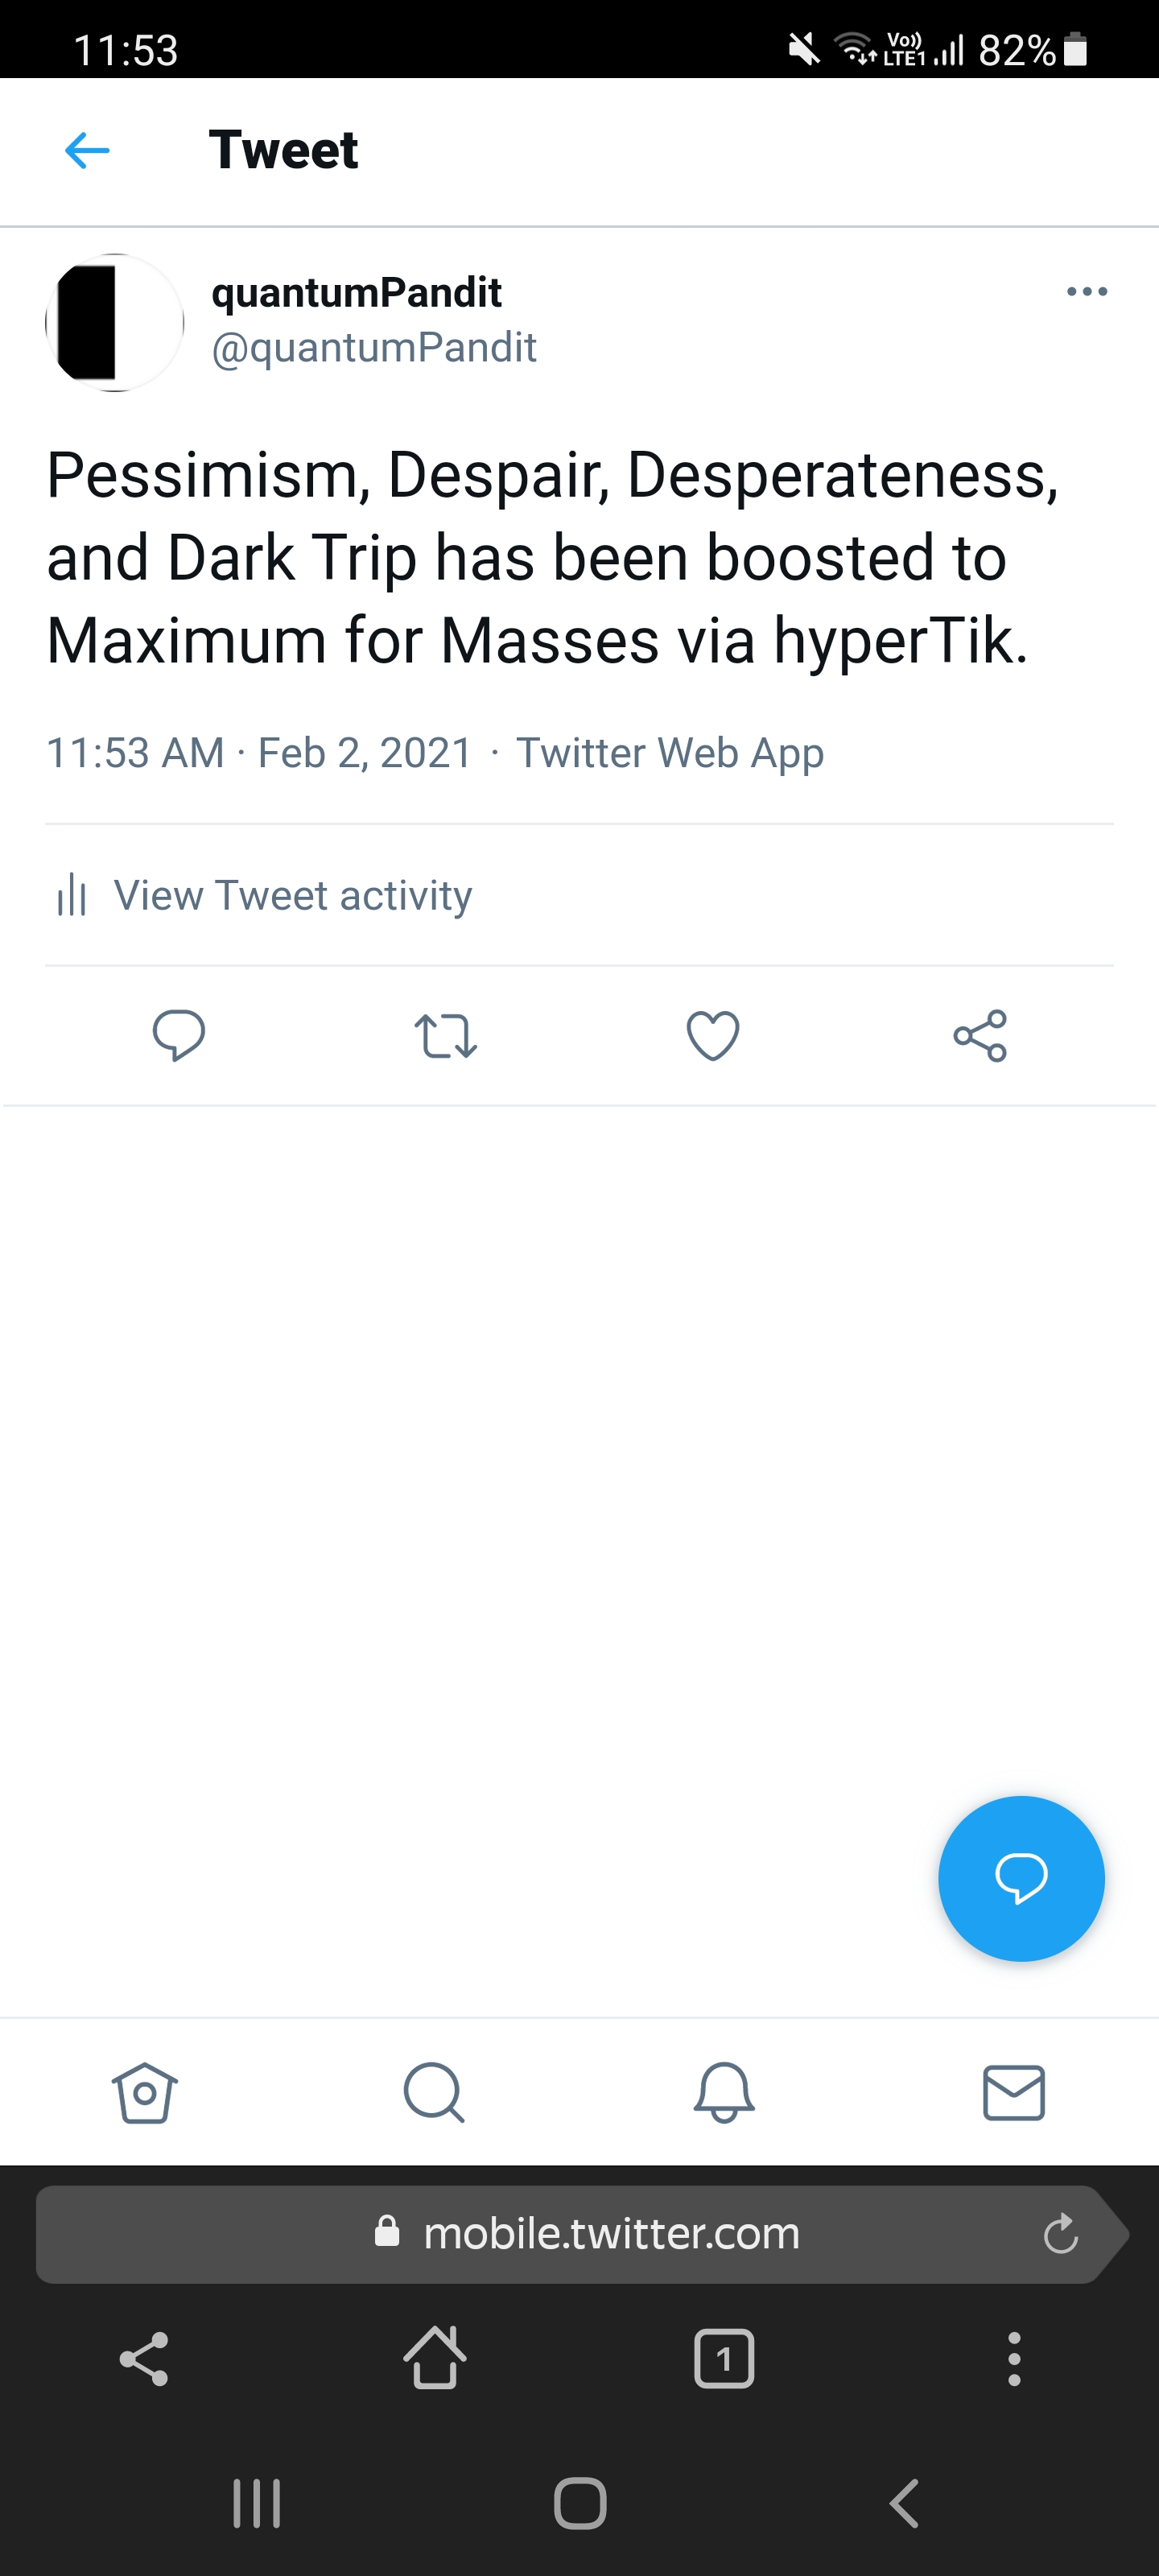 11:53
Vo)) LTE1 82%
Tweet
quantumPandit
@quantumPandit
Pessimism, Despair, Desperateness,
and Dark Trip has been boosted to
Maximum for Masses via hyperTik.
11:53 AM · Feb 2, 2021 · Twitter Web App
View Tweet activity
mobile.twitter.com
1